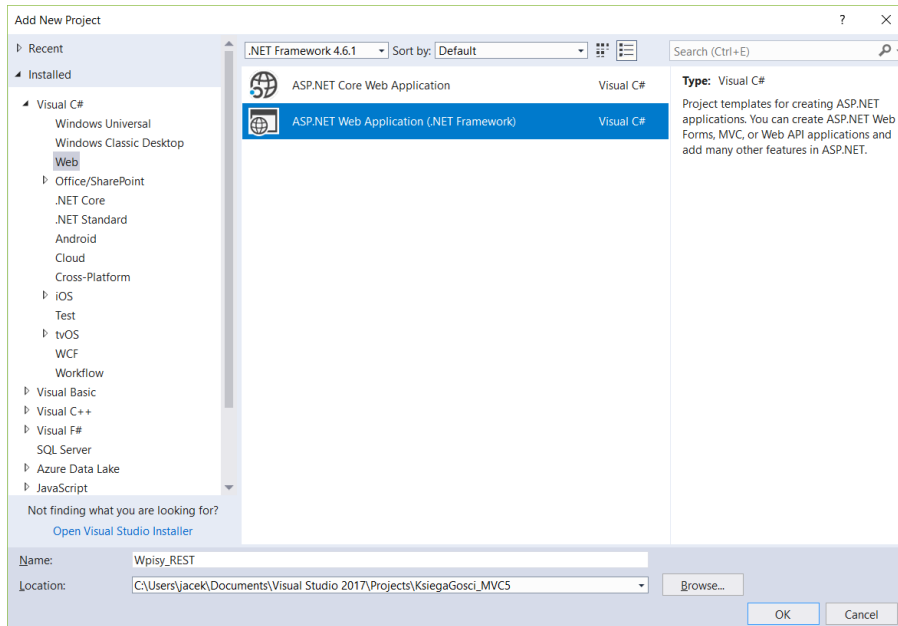 Add New Project
? ×
Recent
Installed
.NET Framework 4.6.1 Sort by: Default
Search (Ctrl+E)
Visual C#
Windows Universal
Windows Classic Desktop
Web
Office/SharePoint
.NET Core
.NET Standard
Android
Cloud
Cross-Platform
iOS
Test
tvOS
WCF
Workflow
Visual Basic
Visual C++
Visual F#
SQL Server
Azure Data Lake
JavaScript
Not finding what you are looking for?
Open Visual Studio Installer
ASP.NET Core Web Application Visual C#
ASP.NET Web Application (.NET Framework) Visual C#
Type: Visual C#
Project templates for creating ASP.NET
applications. You can create ASP.NET Web
Forms, MVC, or Web API applications and
add many other features in ASP.NET.
Name: Wpisy_REST
Location: C:\Users\jacek\Documents\Visual Studio 2017\Projects\KsiegaGosci_MVC5
Browse...
OK Cancel